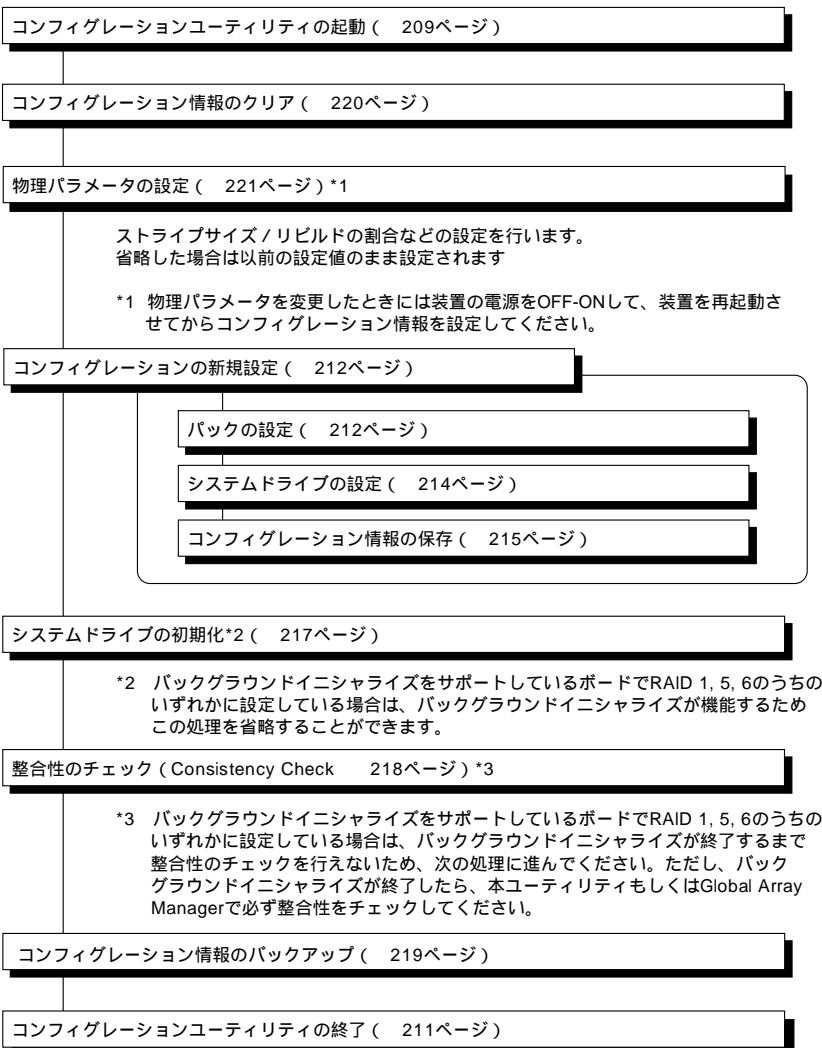 コンフィグレーションユーティリティの起動（　209ページ）
コンフィグレーション情報のクリア（　220ページ）
物理パラメータの設定（　221ページ）*1
ストライプサイズ / リビルドの割合などの設定を行います。
省略した場合は以前の設定値のまま設定されます
*1 物理パラメータを変更したときには装置の電源をOFF-ONして、装置を再起動さ
せてからコンフィグレーション情報を設定してください。
コンフィグレーションの新規設定（　212ページ）
パックの設定（　212ページ）
システムドライブの設定（　214ページ）
コンフィグレーション情報の保存（　215ページ）
システムドライブの初期化*2（　217ページ）
*2 バックグラウンドイニシャライズをサポートしているボードでRAID 1, 5, 6のうちの
いずれかに設定している場合は、バックグラウンドイニシャライズが機能するため
この処理を省略することができます。
整合性のチェック（Consistency Check　218ページ）*3
*3 バックグラウンドイニシャライズをサポートしているボードでRAID 1, 5, 6のうちの
いずれかに設定している場合は、バックグラウンドイニシャライズが終了するまで
整合性のチェックを行えないため、次の処理に進んでください。ただし、バック
グラウンドイニシャライズが終了したら、本ユーティリティもしくはGlobal Array
Managerで必ず整合性をチェックしてください。
コンフィグレーション情報のバックアップ（　219ページ）
コンフィグレーションユーティリティの終了（　211ページ）